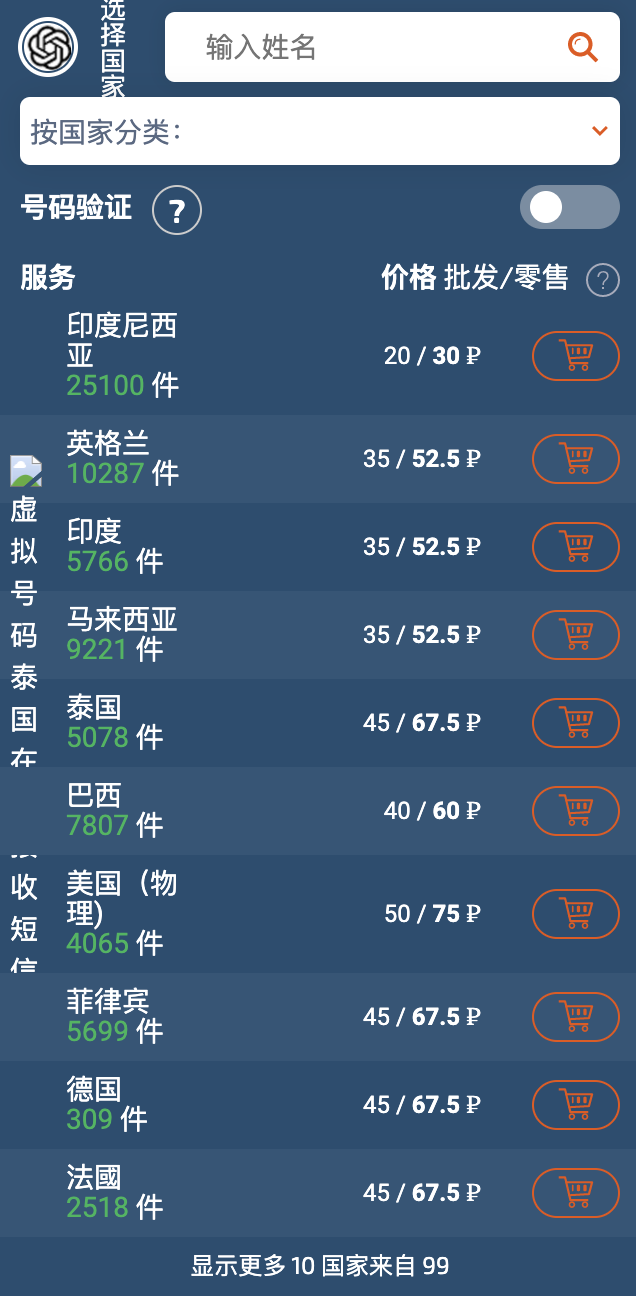 选择国家
输入姓名
按国家分类：
号码验证 ?
服务 价格 批发/零售 ?
印度尼西
亚
25100 件
20 / 30 ₽
英格兰
10287 件
35 / 52.5 ₽
印度
5766 件
35 / 52.5 ₽
马来西亚
9221 件
35 / 52.5 ₽
虚
拟
号
码
泰
国
在
泰国
5078 件
45 / 67.5 ₽
巴西
7807 件
40 / 60 ₽
收
短
信
美国（物
理)
4065 件
50 / 75 ₽
菲律宾
5699 件
45 / 67.5 ₽
德国
309 件
45 / 67.5 ₽
法國
2518 件
45 / 67.5 ₽
显示更多 10 国家来自 99